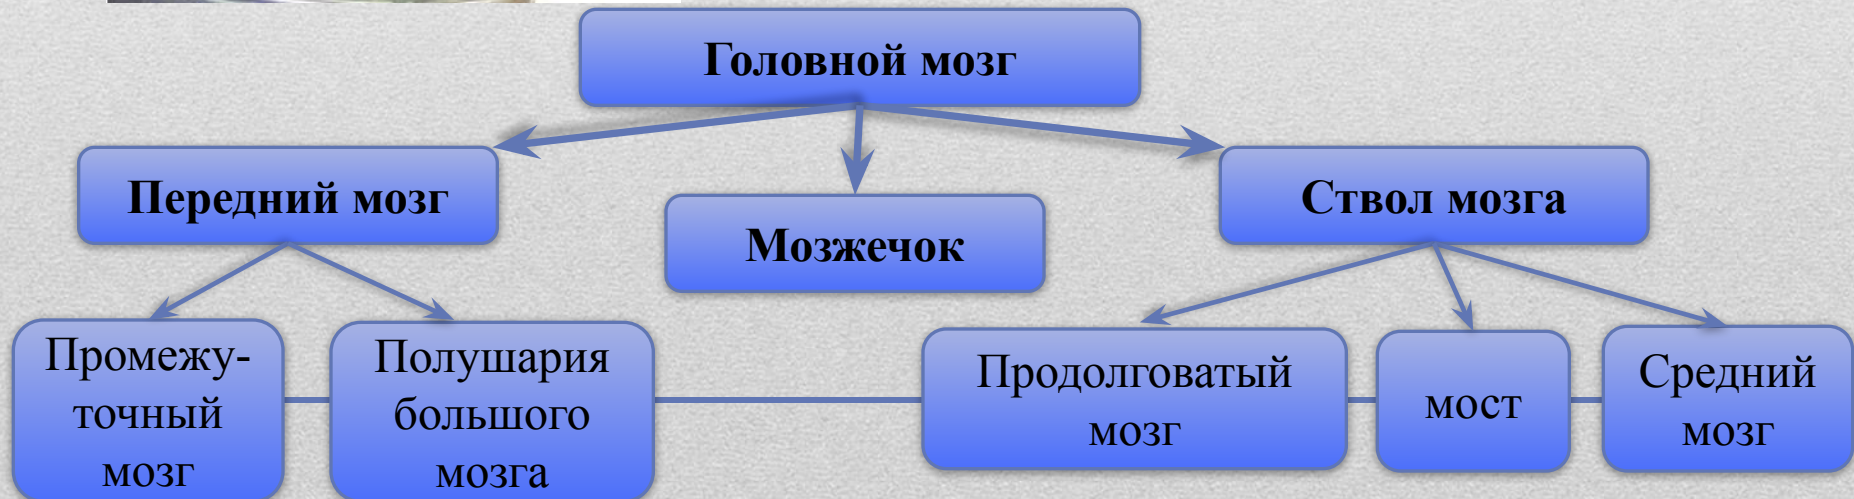 Головной мозг
Передний мозг
Мозжечок
Ствол мозга
Промежу-
точный
мозг
Полушария
большого
мозга
Продолговатый
мозг
мост
Средний
мозг